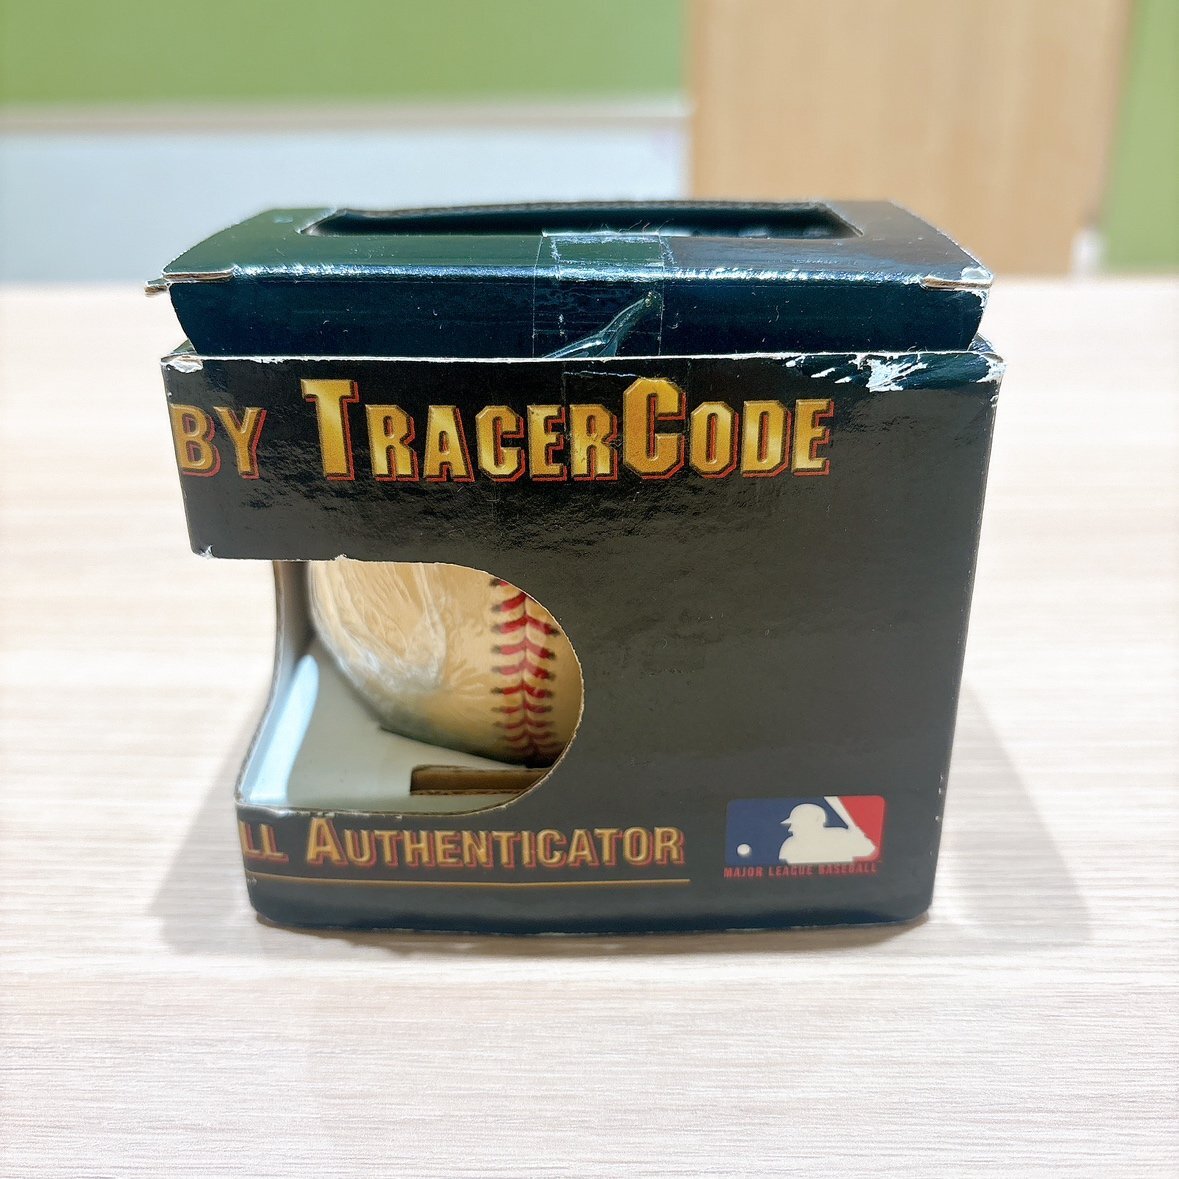 BY TRACERCODE
LL AUTHENTICATOR
MAJOR LEAGUE BASEBALL